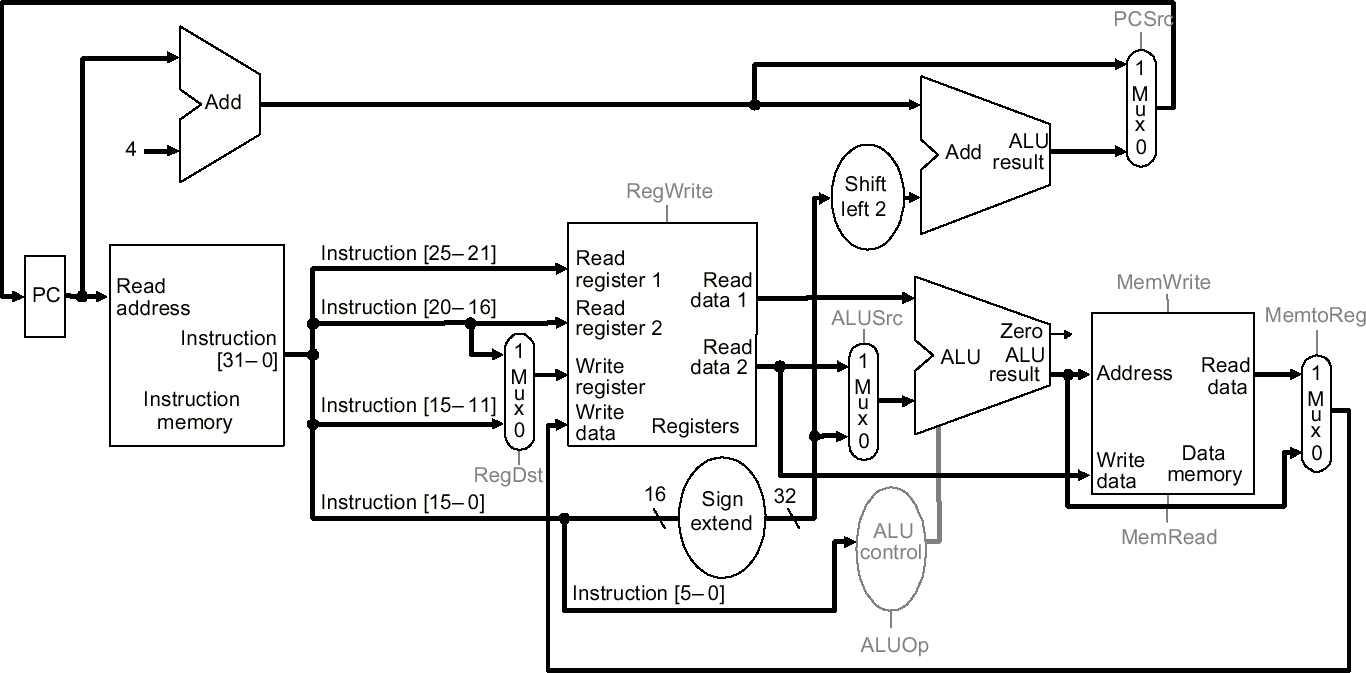 PCSrc
1
Mux
0
Add
4
Add
ALU
result
Shift
left 2
RegWrite
PC
Read
address
Instruction
[31–0]
Instruction
memory
Instruction [25–21]
Instruction [20–16]
1
Mux
0
RegDst
Instruction [15–11]
Instruction [15–0]
Read
register 1
Read
register 2
Write
register
Write
data
Read
data 1
Read
data 2
Registers
16
Sign
extend
32
Instruction [5–0]
ALUSrc
1
Mux
0
Zero
ALU
ALU
result
ALU
control
ALUOp
MemWrite
Address
Read
data
Write
data
Data
memory
MemRead
MemtoReg
1
Mux
0